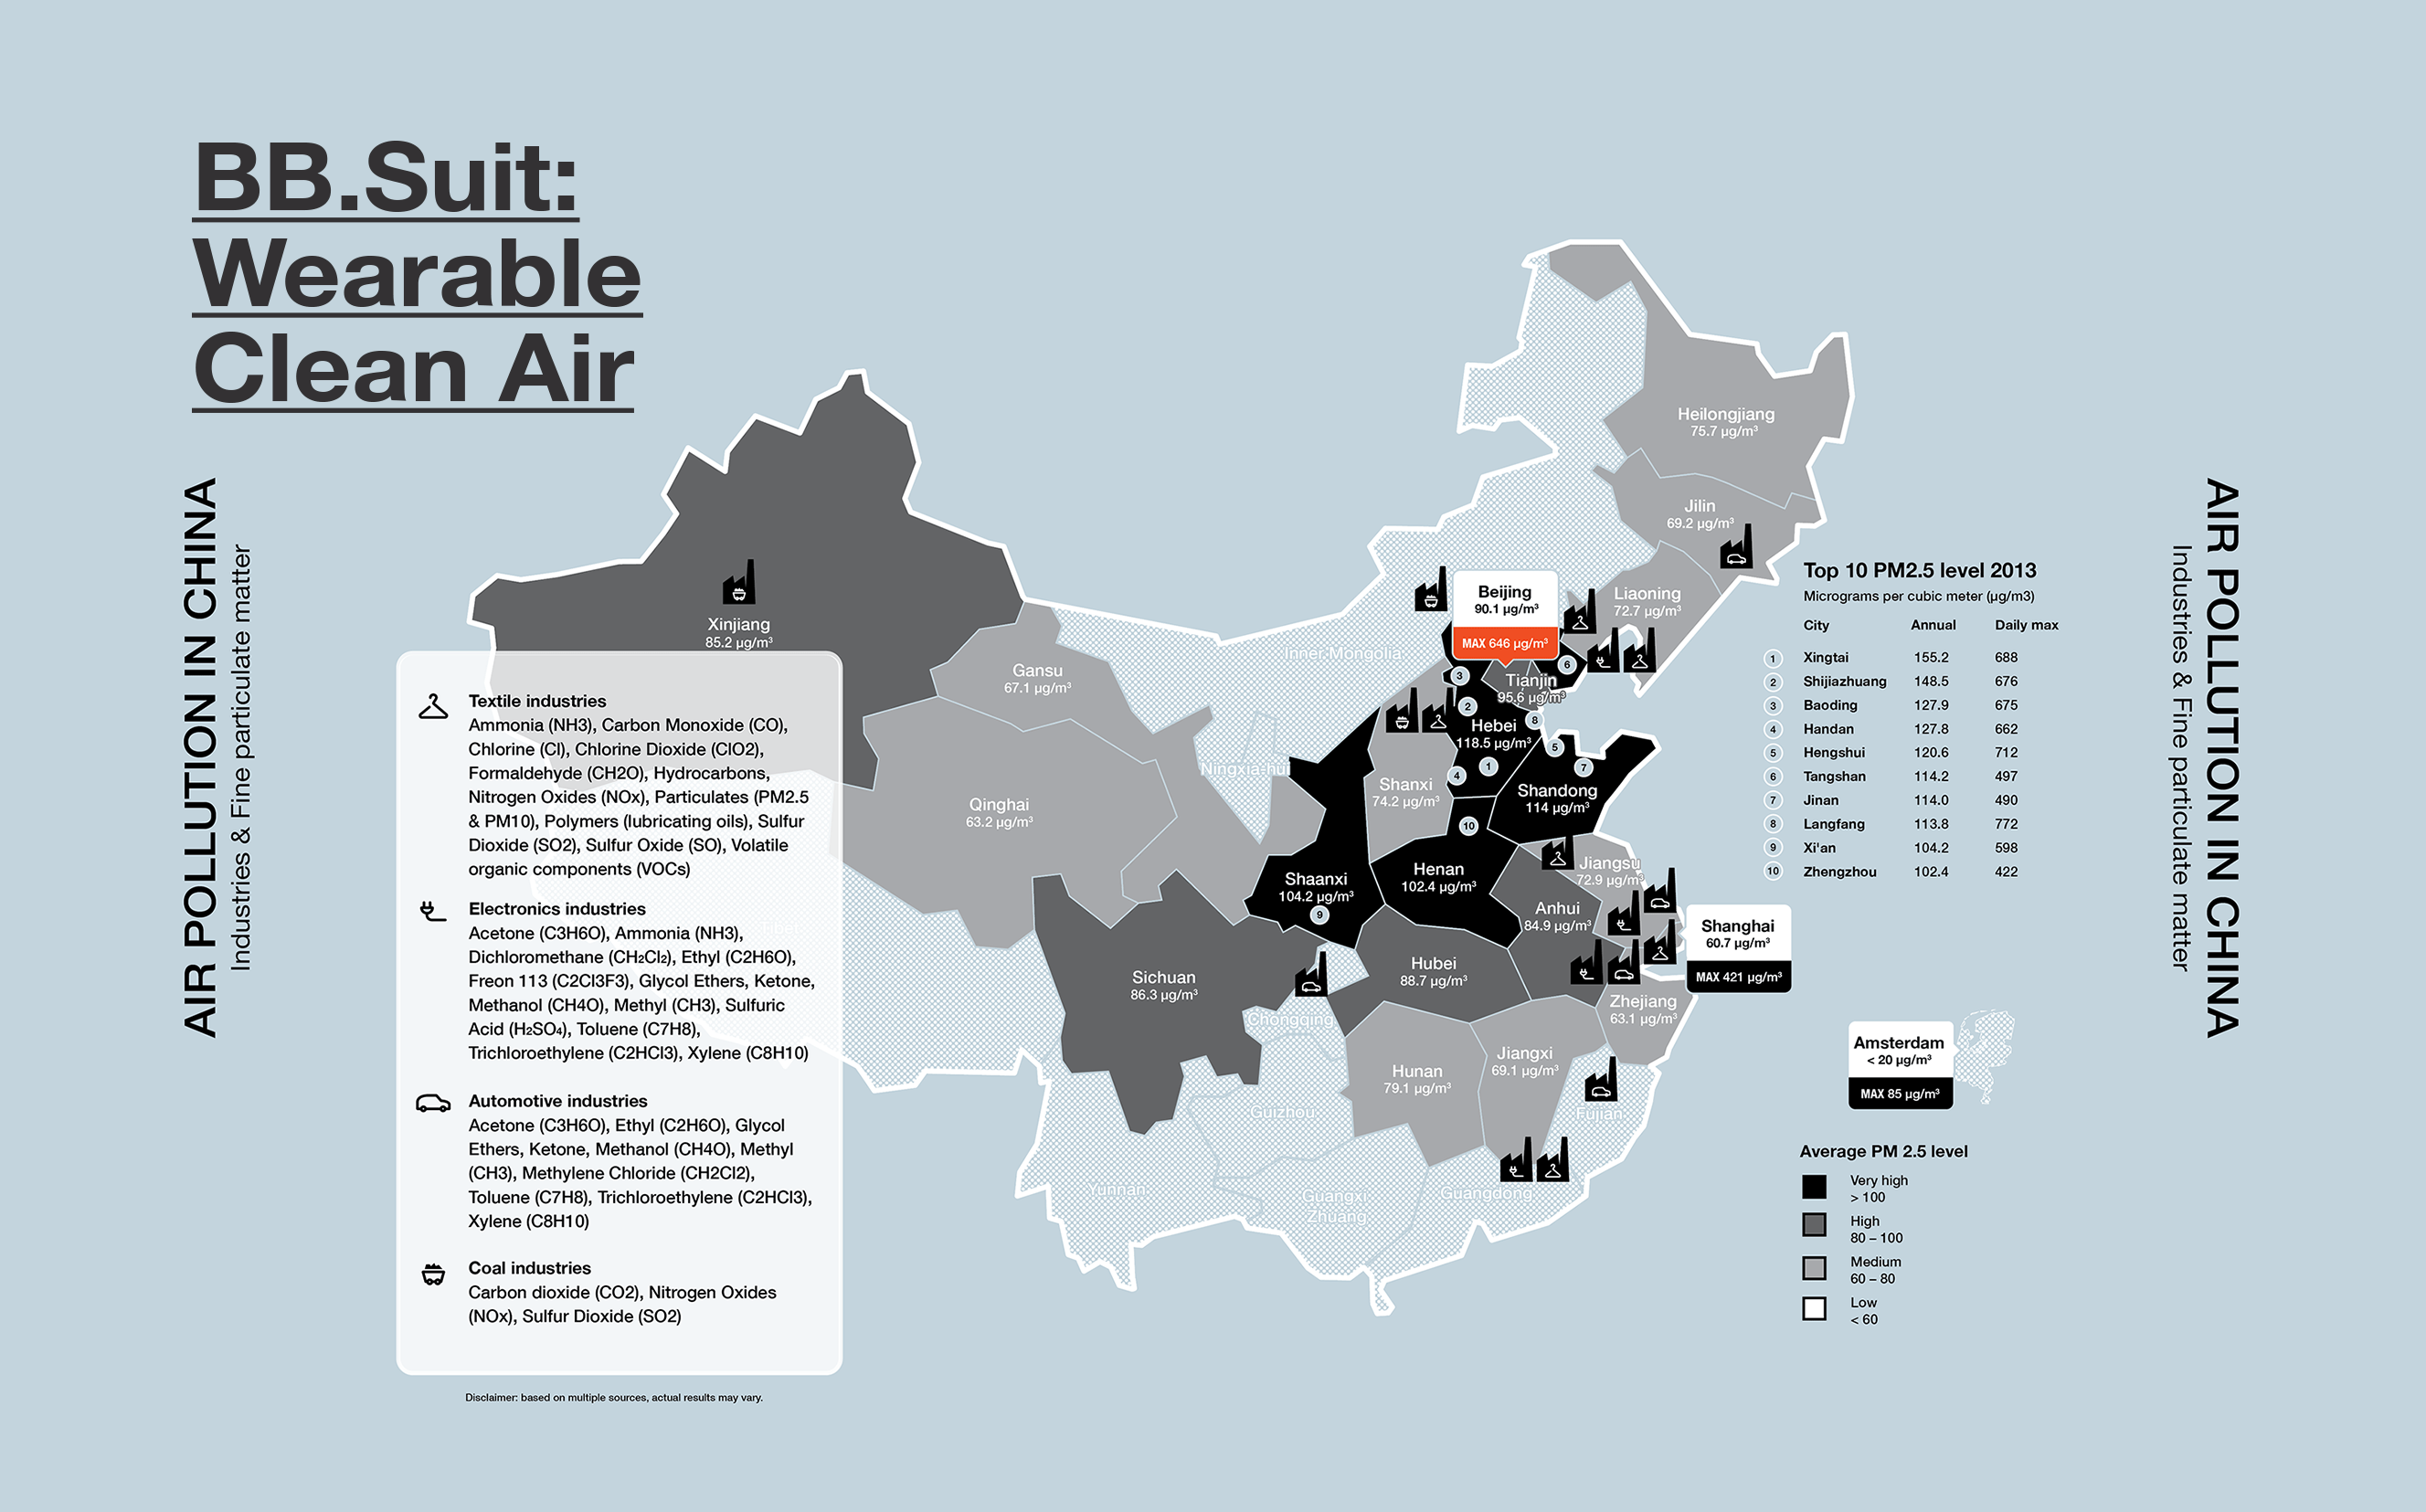 BB.Suit:
Wearable
Clean Air
AIR POLLUTION IN CHINA
Industries & Fine particulate matter
Textile industries
Ammonia (NH3), Carbon Monoxide (CO),
Chlorine (Cl), Chlorine Dioxide (ClO2),
Formaldehyde (CH2O), Hydrocarbons,
Nitrogen Oxides (NOx), Particulates (PM2.5
& PM10), Polymers (lubricating oils), Sulfur
Dioxide (SO2), Sulfur Oxide (SO), Volatile
organic components (VOCs)
Electronics industries
Acetone (C3H6O), Ammonia (NH3),
Dichloromethane (CH₂Cl₂), Ethyl (C2H6O),
Freon 113 (C2Cl3F3), Glycol Ethers, Ketone,
Methanol (CH4O), Methyl (CH3), Sulfuric
Acid (H₂SO₄), Toluene (C7H8),
Trichloroethylene (C2HCl3), Xylene (C8H10)
Automotive industries
Acetone (C3H6O), Ethyl (C2H6O), Glycol
Ethers, Ketone, Methanol (CH4O), Methyl
(CH3), Methylene Chloride (CH2Cl2),
Toluene (C7H8), Trichloroethylene (C2HCl3),
Xylene (C8H10)
Coal industries
Carbon dioxide (CO2), Nitrogen Oxides
(NOx), Sulfur Dioxide (SO2)
Disclaimer: based on multiple sources, actual results may vary.
Xinjiang
85.2 µg/m³
Tibet
Gansu
67.1 µg/m³
Qinghai
63.2 µg/m³
Inner Mongolia
Ningxia-hui
Heilongjiang
75.7 µg/m³
Jilin
69.2 µg/m³
Liaoning
72.7 µg/m³
Beijing
90.1 µg/m³
MAX 646 µg/m³
Tianjin
95.6 µg/m³
Hebei
118.5 µg/m³
3
6
2
8
5
7
4
1
10
9
Shanxi
74.2 µg/m³
Shandong
114 µg/m³
Shaanxi
104.2 µg/m³
Henan
102.4 µg/m³
Jiangsu
72.9 µg/m³
Anhui
84.9 µg/m³
Shanghai
60.7 µg/m³
MAX 421 µg/m³
Sichuan
86.3 µg/m³
Hubei
88.7 µg/m³
Chongqing
Zhejiang
63.1 µg/m³
Hunan
79.1 µg/m³
Jiangxi
69.1 µg/m³
Guizhou
Fujian
Yunnan
Guangxi
Zhuang
Guangdong
Top 10 PM2.5 level 2013
Micrograms per cubic meter (µg/m3)
City Annual Daily max
1 Xingtai 155.2 688
2 Shijiazhuang 148.5 676
3 Baoding 127.9 675
4 Handan 127.8 662
5 Hengshui 120.6 712
6 Tangshan 114.2 497
7 Jinan 114.0 490
8 Langfang 113.8 772
9 Xi'an 104.2 598
10 Zhengzhou 102.4 422
Amsterdam
< 20 µg/m³
MAX 85 µg/m³
Average PM 2.5 level
Very high
> 100
High
80 – 100
Medium
60 – 80
Low
< 60
AIR POLLUTION IN CHINA
Industries & Fine particulate matter